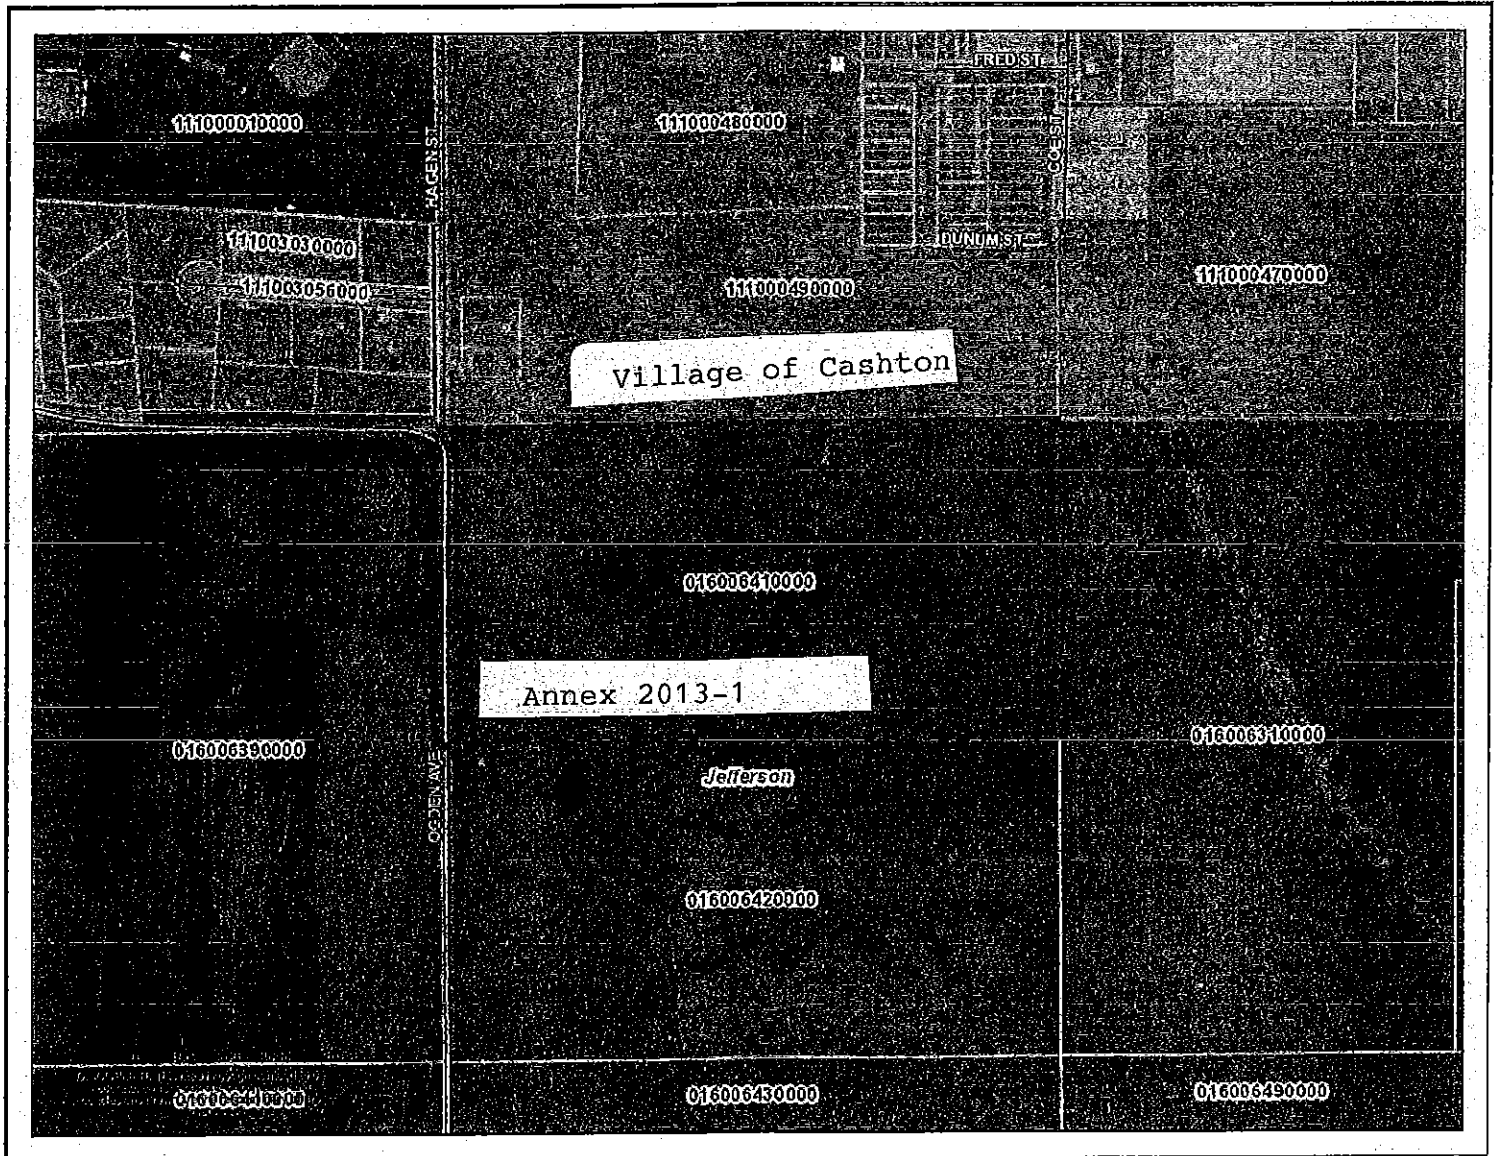 FRED ST
111000010000
111000480000
HAGEN ST
COE ST
111003030000
DUNUM ST
111003056000
111000490000
111000470000
Village of Cashton
016006410000
Annex 2013-1
016006390000
016006310000
OGDEN AVE
Jefferson
016006420000
016006430000
016006490000